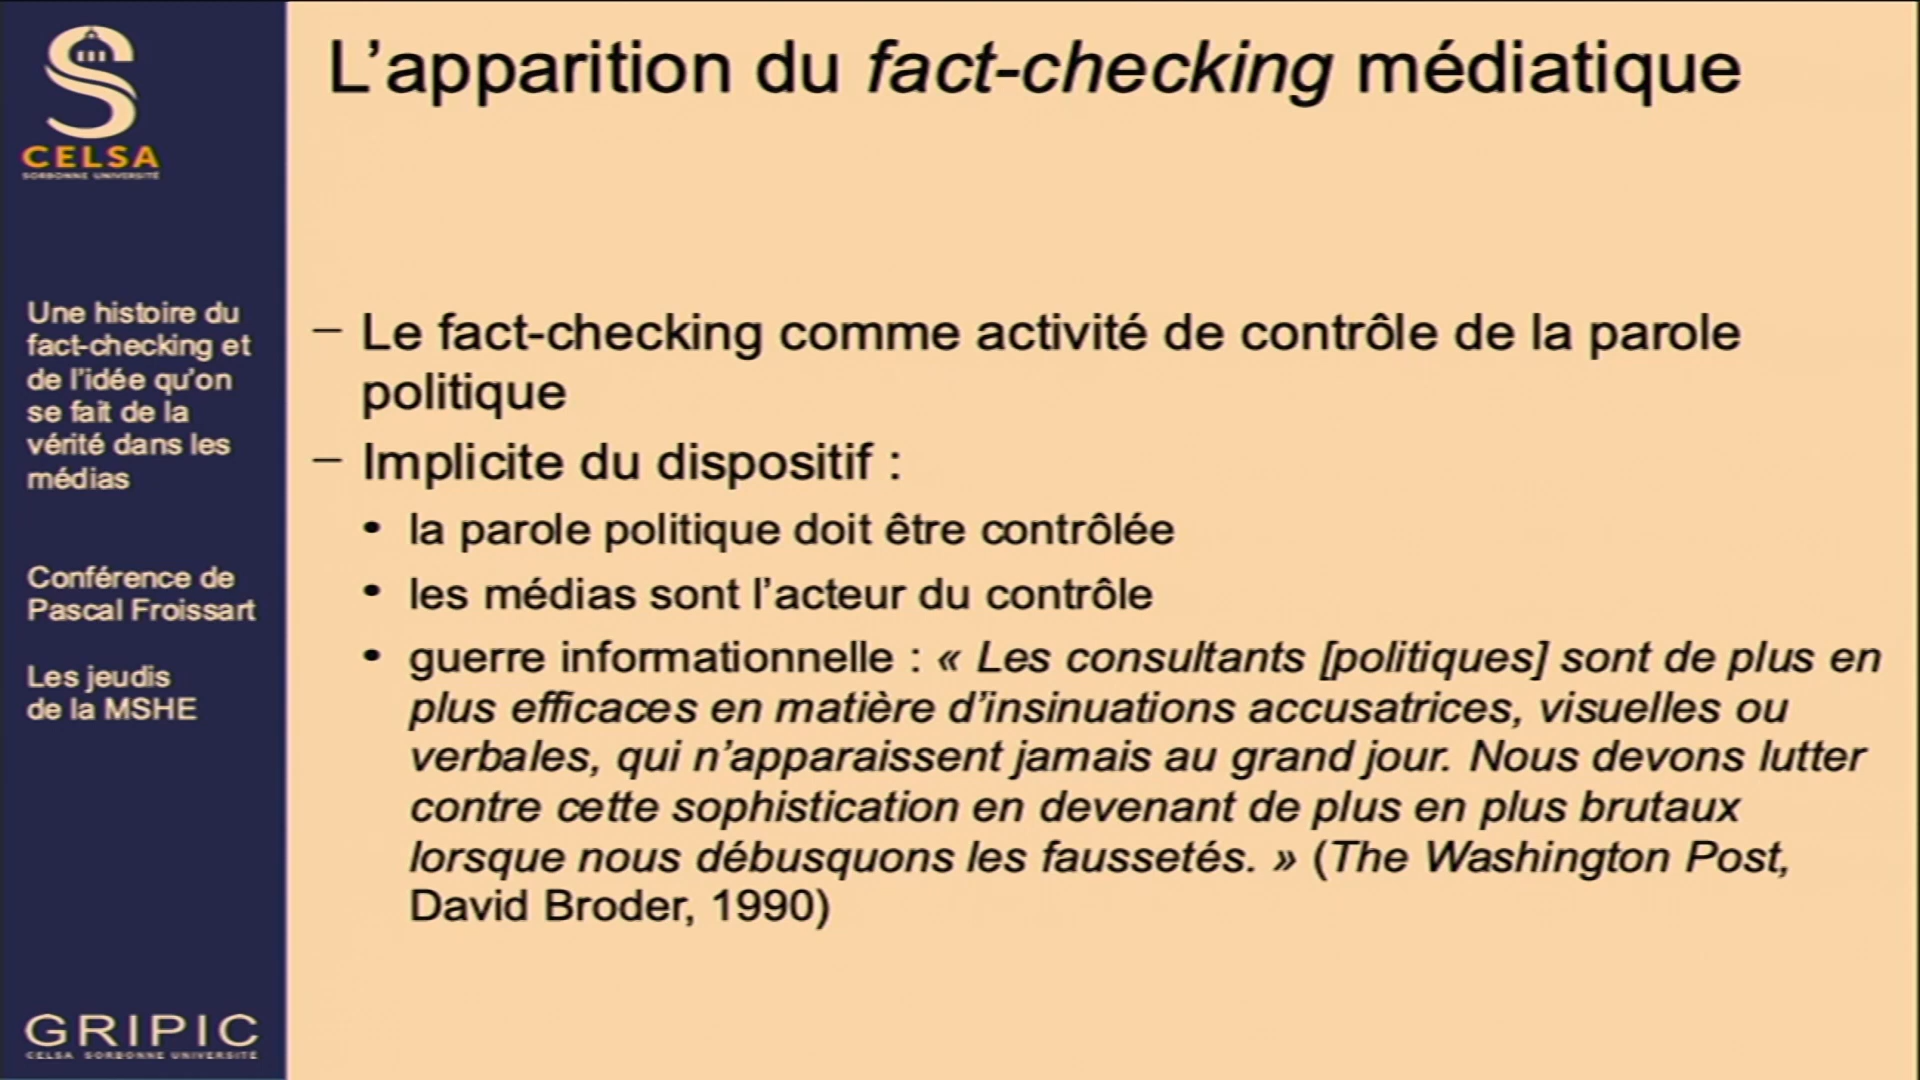 CELSA
SORBONNE UNIVERSITÉ
Une histoire du
fact-checking et
de l'idée qu'on
se fait de la
vérité dans les
médias
Conférence de
Pascal Froissart
Les jeudis
de la MSHE
GRIPIC
CELSA SORBONNE UNIVERSITÉ
L'apparition du fact-checking médiatique
– Le fact-checking comme activité de contrôle de la parole
politique
– Implicite du dispositif :
• la parole politique doit être contrôlée
• les médias sont l'acteur du contrôle
• guerre informationnelle : « Les consultants [politiques] sont de plus en
plus efficaces en matière d'insinuations accusatrices, visuelles ou
verbales, qui n'apparaissent jamais au grand jour. Nous devons lutter
contre cette sophistication en devenant de plus en plus brutaux
lorsque nous débusquons les faussetés. » (The Washington Post,
David Broder, 1990)